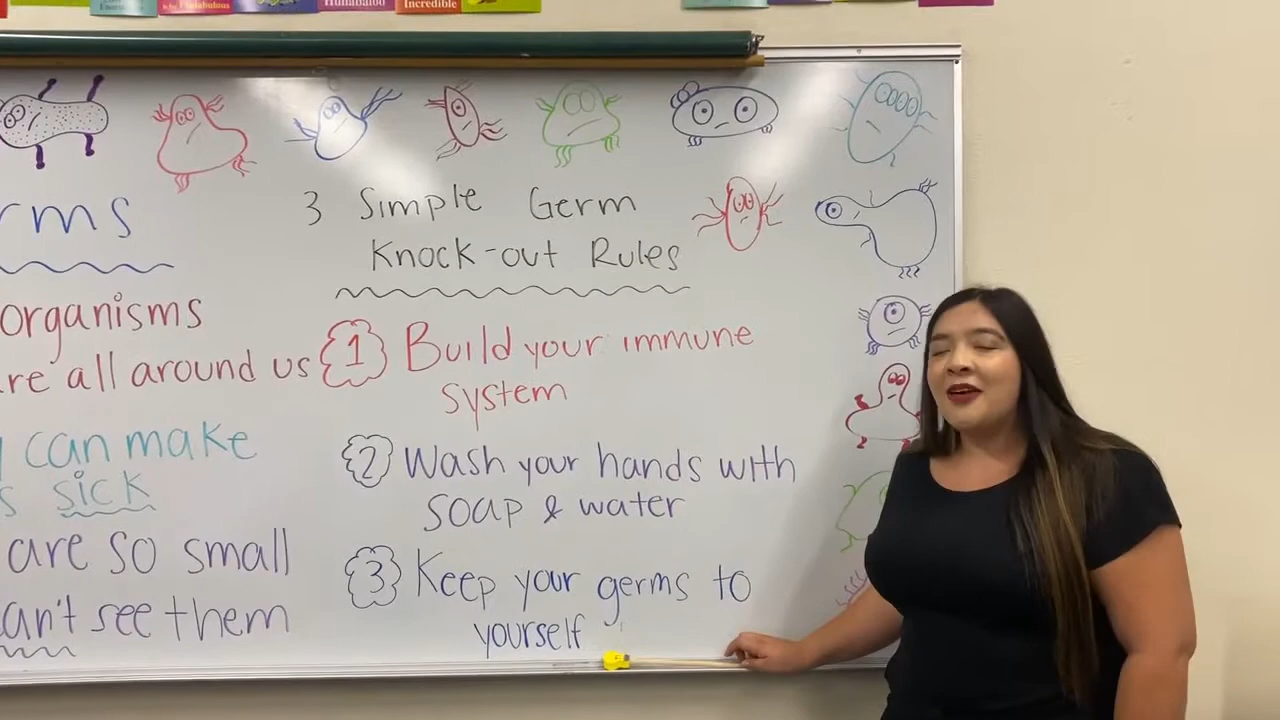 Hullabaloo
Incredible
rms
organisms
re all around us
can make
s sick
are so small
an't see them
3 Simple Germ
Knock-out Rules
1 Build your immune
system
2 Wash your hands with
soap & water
3 Keep your germs to
yourself